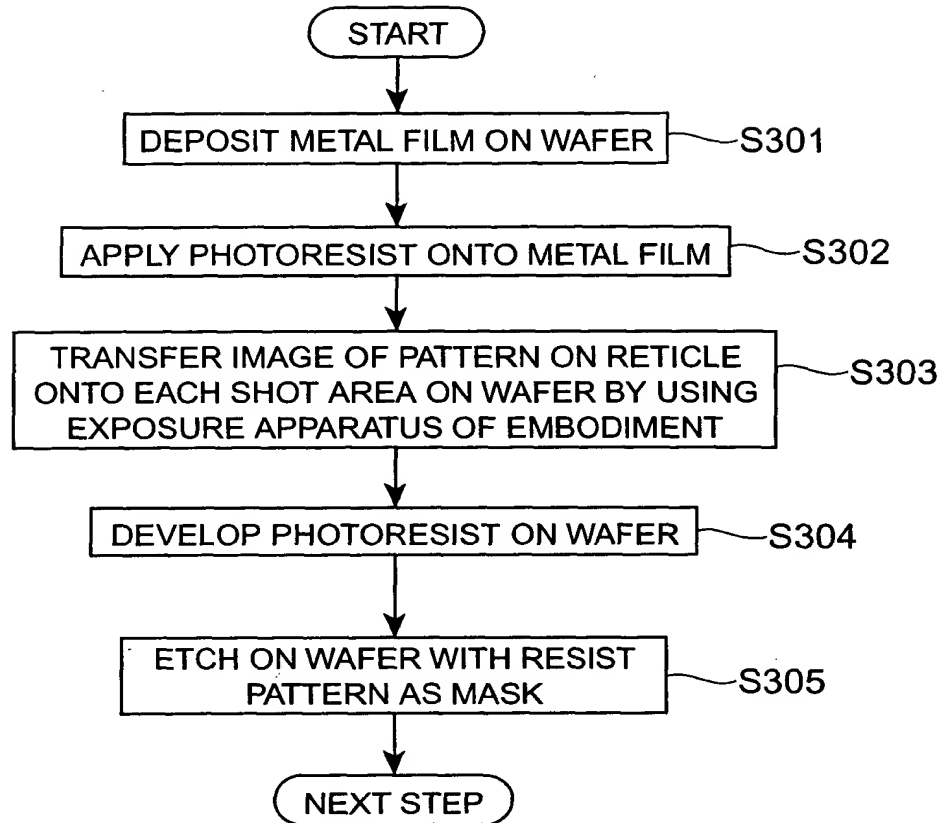 START
DEPOSIT METAL FILM ON WAFER
S301
APPLY PHOTORESIST ONTO METAL FILM
S302
TRANSFER IMAGE OF PATTERN ON RETICLE
ONTO EACH SHOT AREA ON WAFER BY USING
EXPOSURE APPARATUS OF EMBODIMENT
S303
DEVELOP PHOTORESIST ON WAFER
S304
ETCH ON WAFER WITH RESIST
PATTERN AS MASK
S305
NEXT STEP